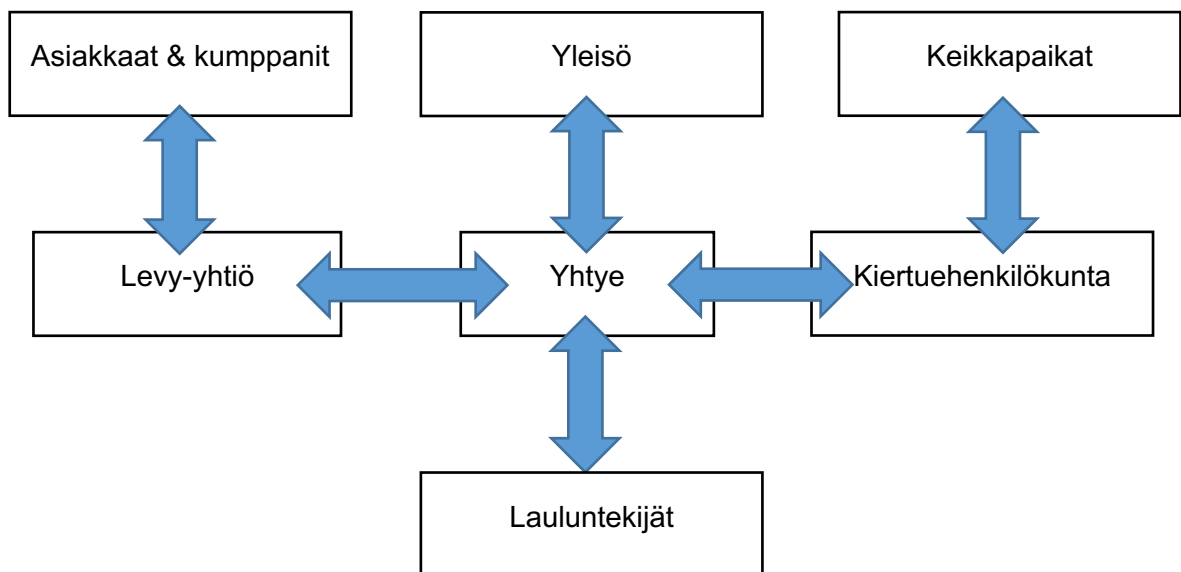 Asiakkaat & kumppanit
Yleisö
Keikkapaikat
Levy-yhtiö
Yhtye
Kiertuehenkilökunta
Lauluntekijät